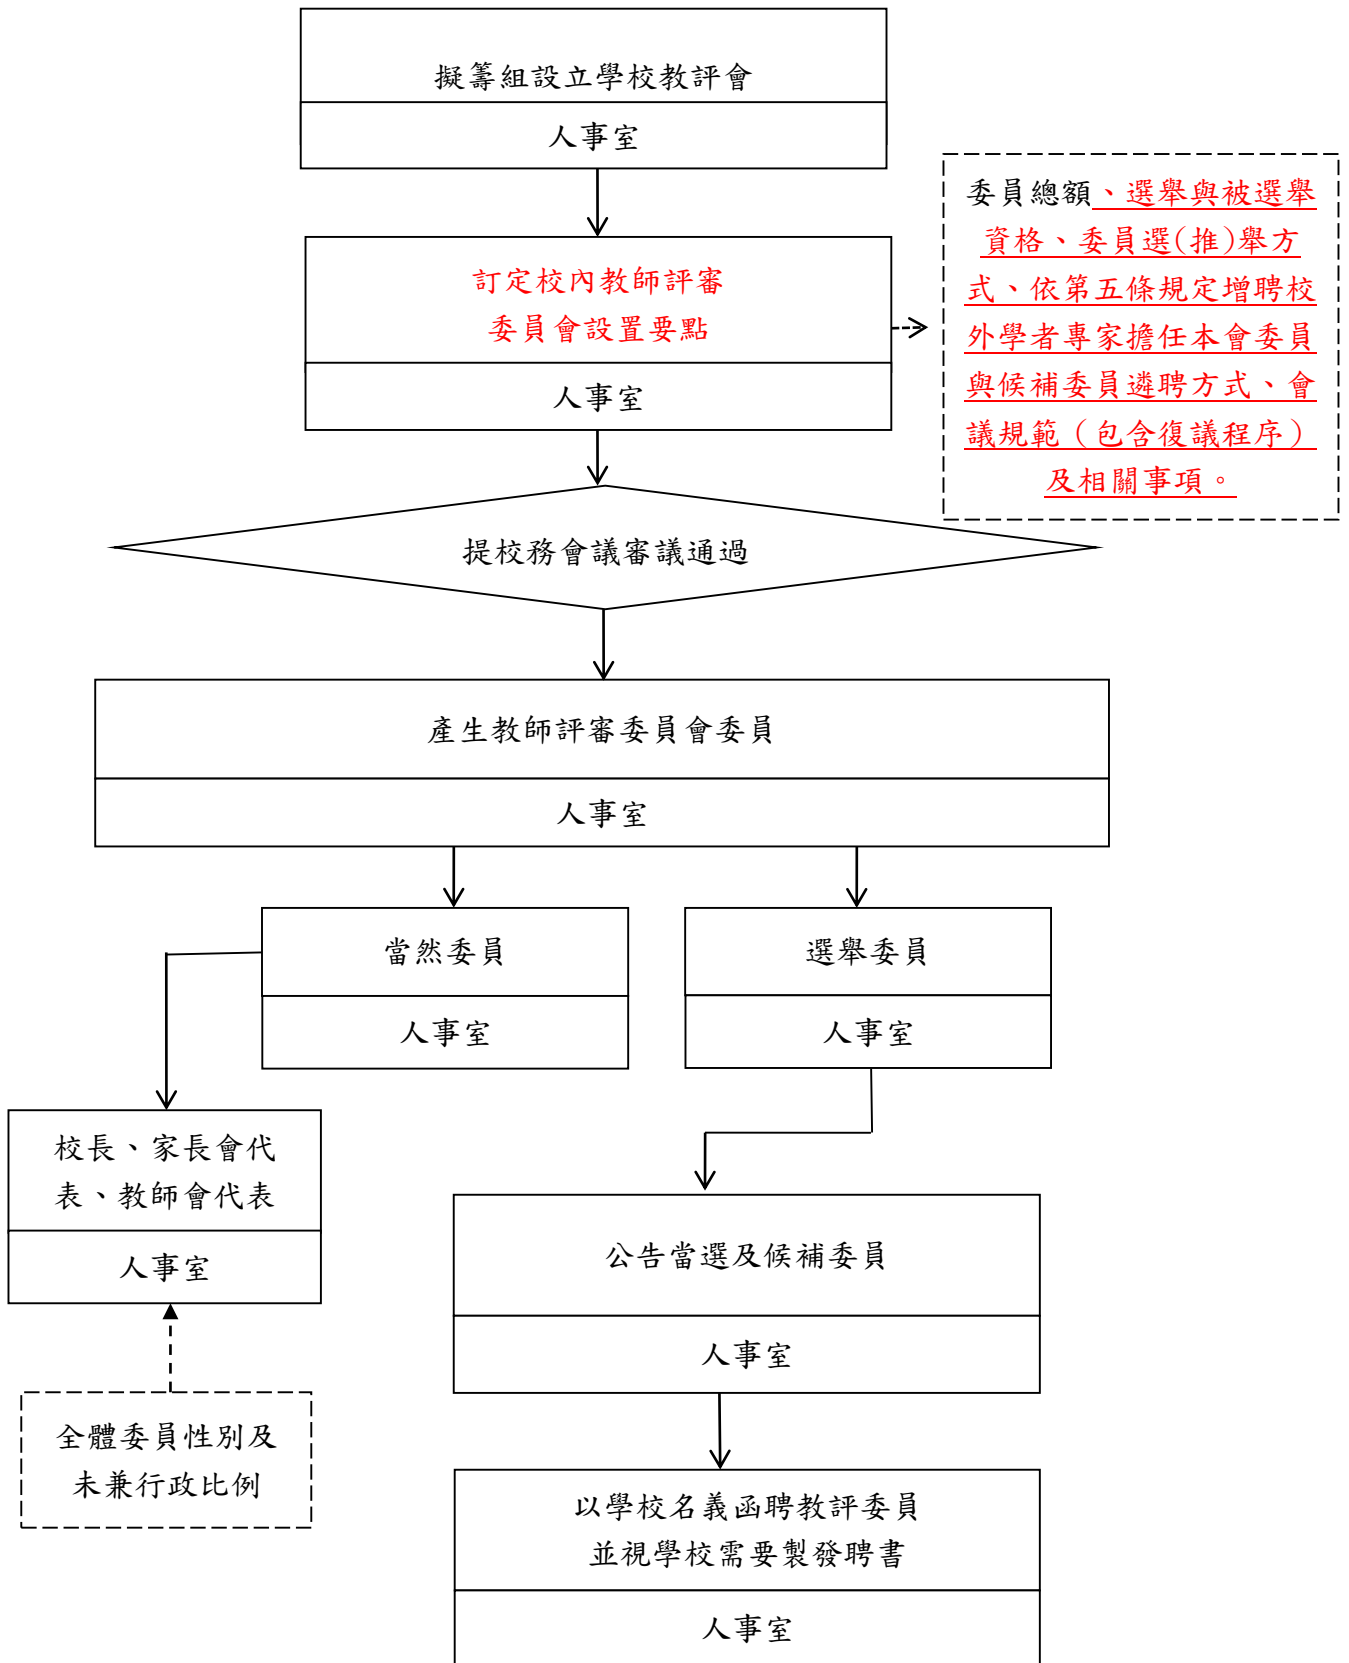 擬籌組設立學校教評會
人事室
訂定校內教師評審
委員會設置要點
人事室
委員總額、選舉與被選舉
資格、委員選(推)舉方
式、依第五條規定增聘校
外學者專家擔任本會委員
與候補委員遴聘方式、會
議規範（包含復議程序）
及相關事項。
提校務會議審議通過
產生教師評審委員會委員
人事室
當然委員
人事室
選舉委員
人事室
校長、家長會代
表、教師會代表
人事室
公告當選及候補委員
人事室
全體委員性別及
未兼行政比例
以學校名義函聘教評委員
並視學校需要製發聘書
人事室